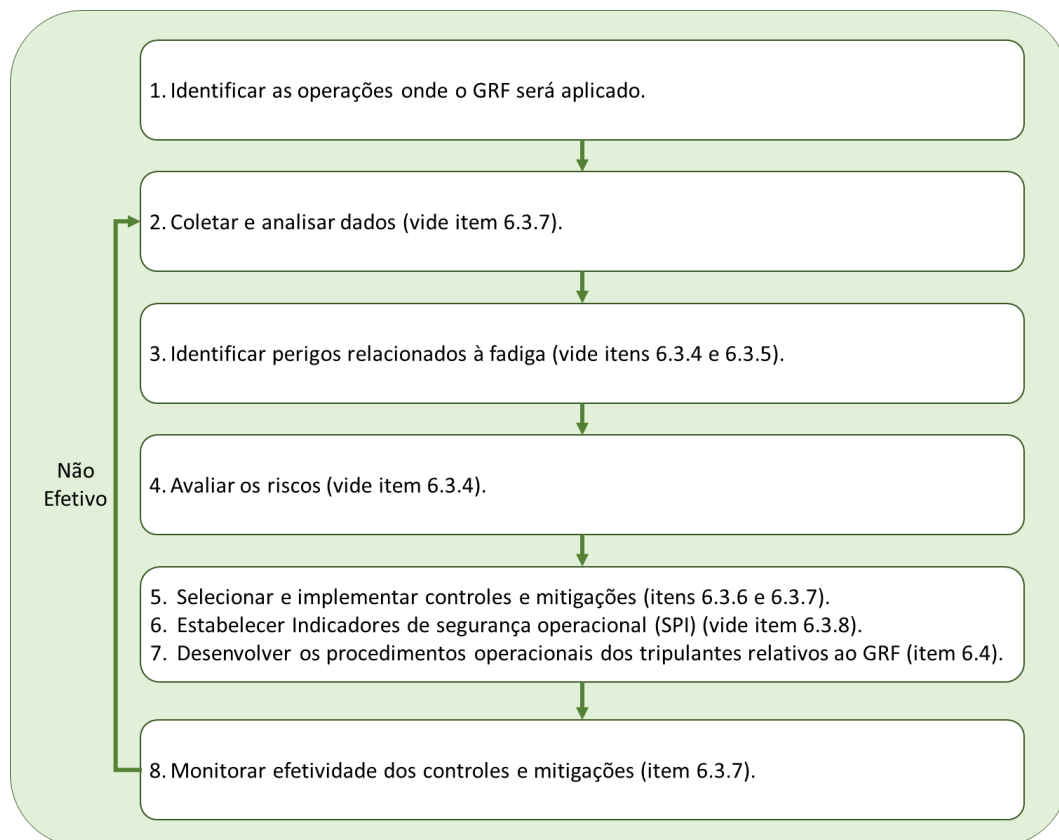 1. Identificar as operações onde o GRF será aplicado.
2. Coletar e analisar dados (vide item 6.3.7).
3. Identificar perigos relacionados à fadiga (vide itens 6.3.4 e 6.3.5).
Não
Efetivo
4. Avaliar os riscos (vide item 6.3.4).
5. Selecionar e implementar controles e mitigações (itens 6.3.6 e 6.3.7).
6. Estabelecer Indicadores de segurança operacional (SPI) (vide item 6.3.8).
7. Desenvolver os procedimentos operacionais dos tripulantes relativos ao GRF (item 6.4).
8. Monitorar efetividade dos controles e mitigações (item 6.3.7).